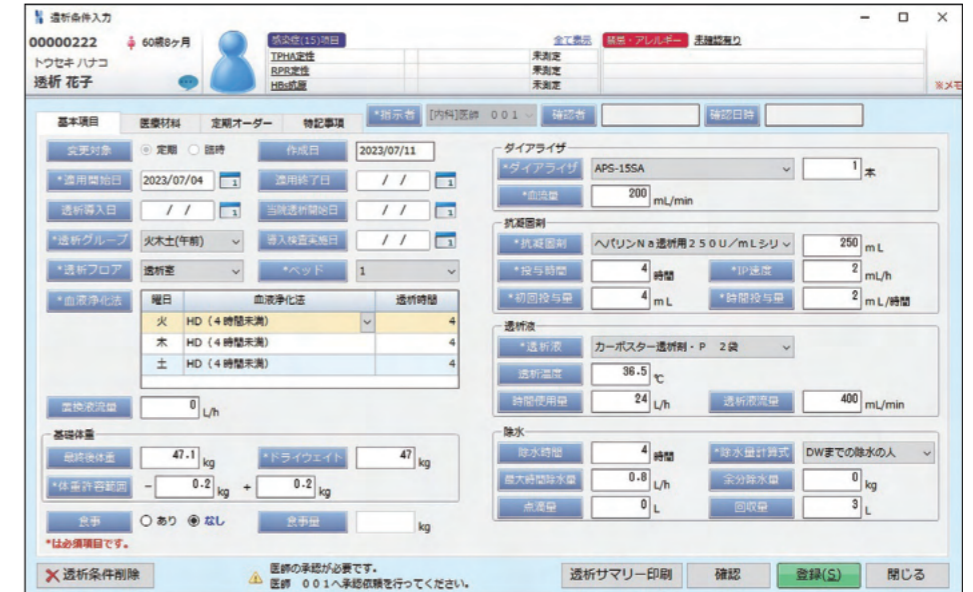 透析条件入力
00000222 60歳8ヶ月 感染症(15)項目 全て表示 禁忌・アレルギー 未確認有り
トウセキ ハナコ TPHA定性 未測定
透析 花子 RPR定性 未測定
HBs抗原 未測定 ※メモ
基本項目 医療材料 定期オーダー 特記事項 *指示者 [内科]医師 001 確認者 確認日時
変更対象 定期 臨時 作成日 2023/07/11
*適用開始日 2023/07/04 1 適用終了日 / / 1
透析導入日 / / 1 当院透析開始日 / / 1
*透析グループ 火木土(午前) 導入検査実施日 / / 1
*透析フロア 透析室 *ベッド 1
*血液浄化法 曜日 血液浄化法 透析時間
火 HD (4時間未満) 4
木 HD (4時間未満) 4
土 HD (4時間未満) 4
置換液流量 0 L/h
基礎体重
最終後体重 47.1 kg *ドライウェイト 47 kg
*体重許容範囲 - 0.2 kg + 0.2 kg
食事 あり なし 食事量 kg
*は必須項目です。
ダイアライザ
*ダイアライザ APS-15SA 1 本
*血流量 200 mL/min
抗凝固剤
*抗凝固剤 ヘパリンNa透析用250U/mLシリ 250 mL
*投与時間 4 時間 *IP速度 2 mL/h
*初回投与量 4 mL *時間投与量 2 mL/時間
透析液
*透析液 カーボスター透析剤・P 2袋
透析温度 36.5 ℃
時間使用量 24 L/h 透析液流量 400 mL/min
除水
除水時間 4 時間 *除水量計算式 DWまでの除水の人
最大時間除水量 0.8 L/h 余分除水量 0 kg
点滴量 0 L 回収量 3 L
透析条件削除 医師の承認が必要です。
医師 001へ承認依頼を行ってください。
透析サマリー印刷 確認 登録(S) 閉じる